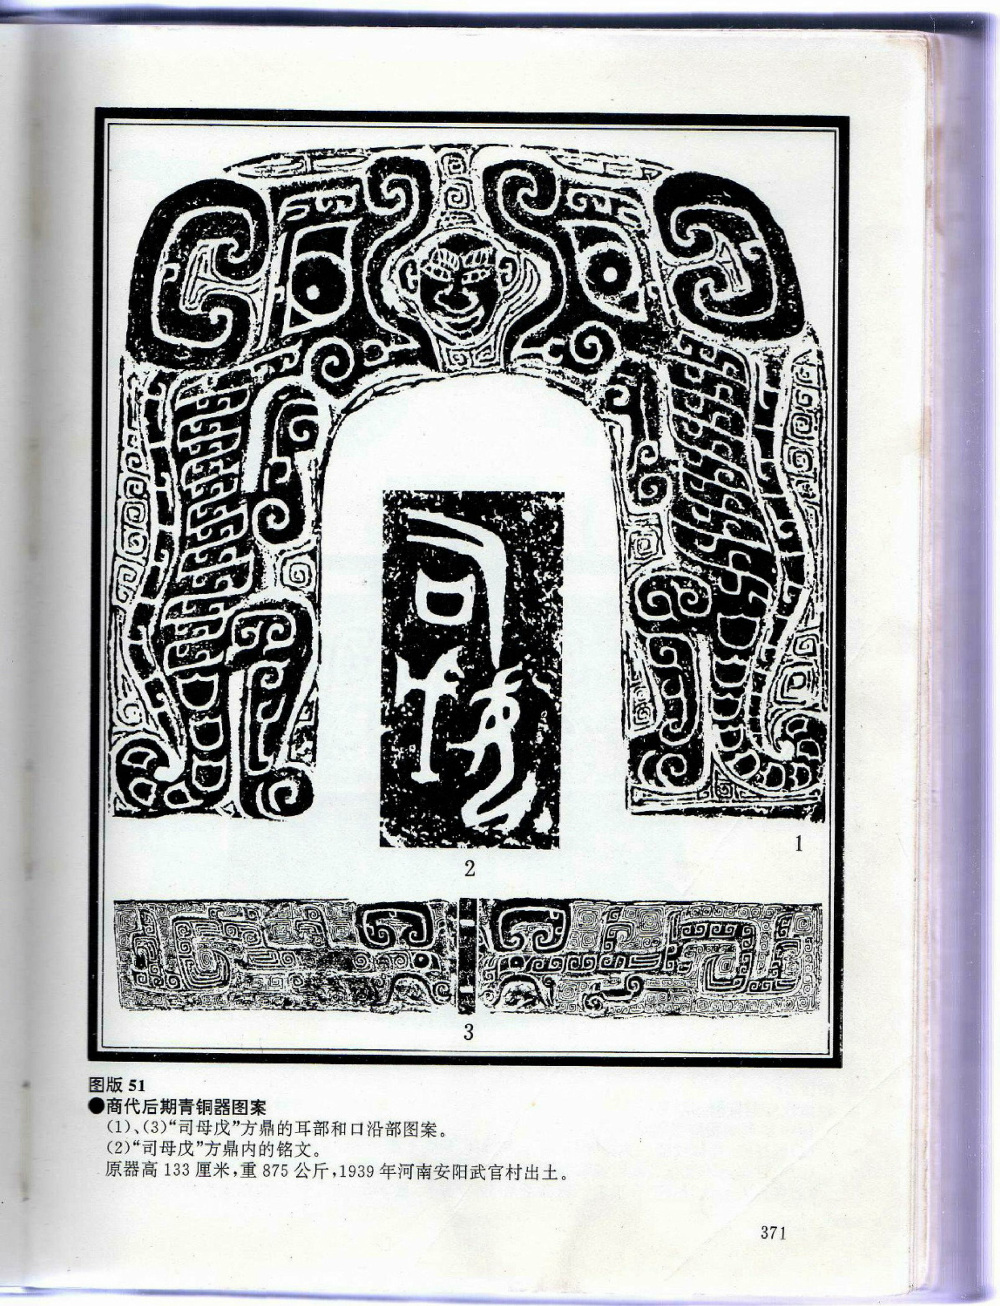 司母戊
1
2
3
图版 51
●商代后期青铜器图案
(1)、(3)“司母戊”方鼎的耳部和口沿部图案。
(2)“司母戊”方鼎内的铭文。
原器高 133 厘米，重 875 公斤，1939 年河南安阳武官村出土。
371